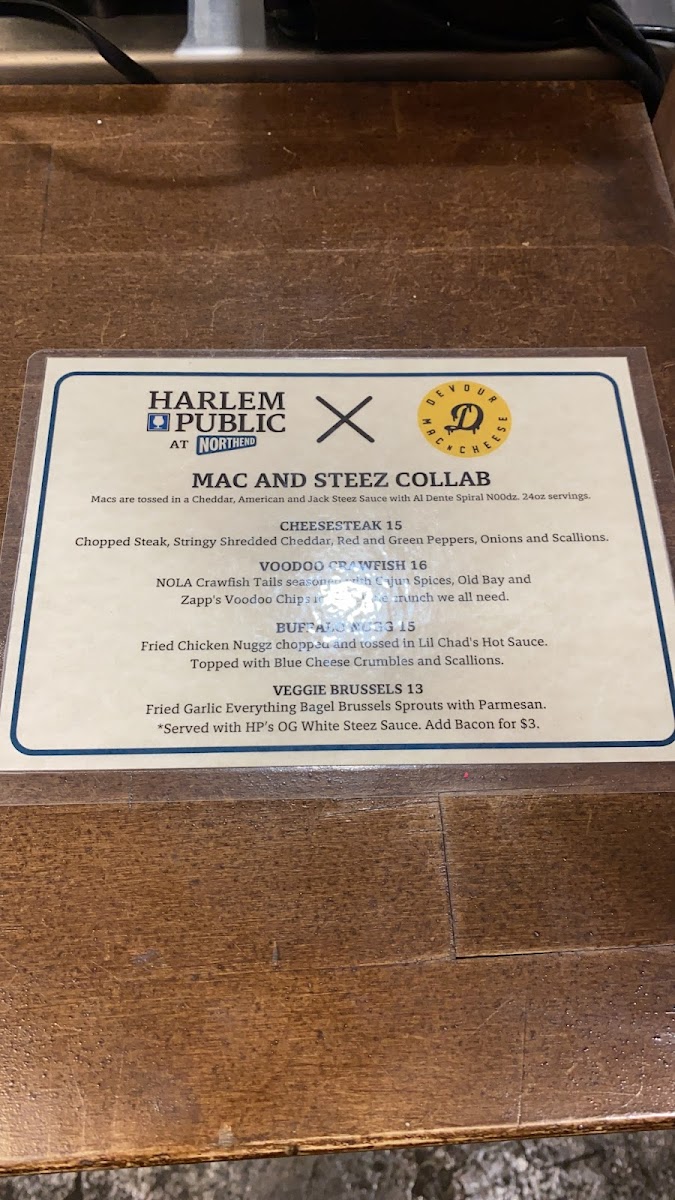 HARLEM
PUBLIC
AT NORTHEND
X
DEVOUR
D
MAC N CHEESE
MAC AND STEEZ COLLAB
Macs are tossed in a Cheddar, American and Jack Steez Sauce with Al Dente Spiral N00dz. 24oz servings.
CHEESESTEAK 15
Chopped Steak, Stringy Shredded Cheddar, Red and Green Peppers, Onions and Scallions.
VOODOO CRAWFISH 16
NOLA Crawfish Tails seasoned with Cajun Spices, Old Bay and
Zapp's Voodoo Chips crunch we all need.
BUFFALO NUGG 15
Fried Chicken Nuggz chopped and tossed in Lil Chad's Hot Sauce.
Topped with Blue Cheese Crumbles and Scallions.
VEGGIE BRUSSELS 13
Fried Garlic Everything Bagel Brussels Sprouts with Parmesan.
*Served with HP's OG White Steez Sauce. Add Bacon for $3.